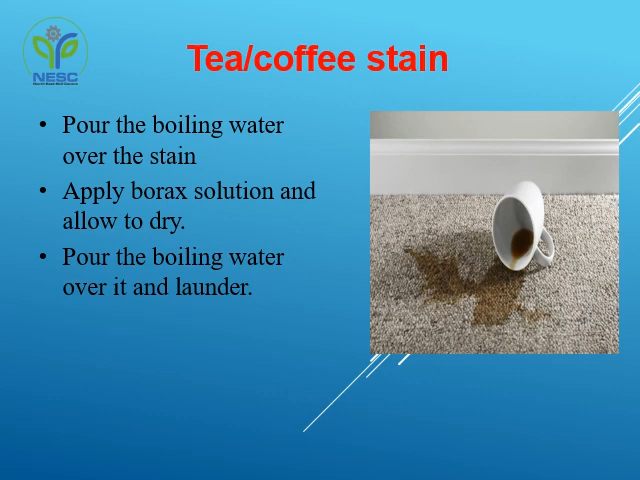 NESC
Tea/coffee stain
• Pour the boiling water
over the stain
• Apply borax solution and
allow to dry.
• Pour the boiling water
over it and launder.